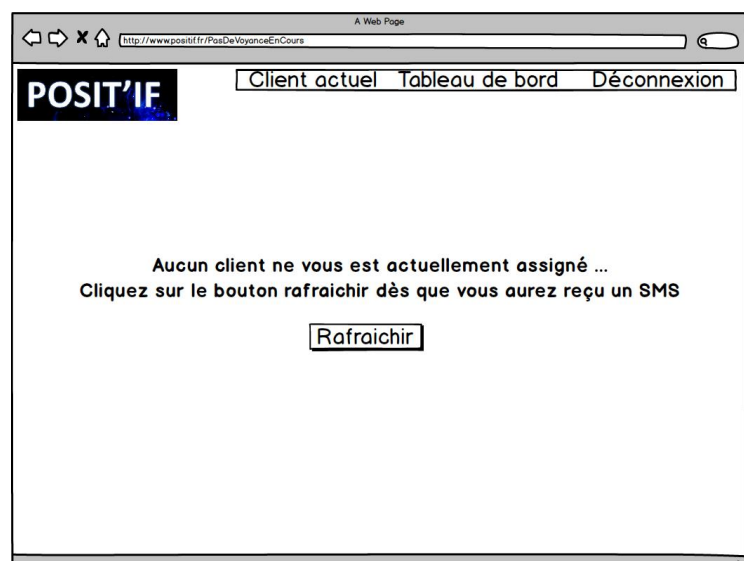 A Web Page
http://www.positif.fr/PasDeVoyanceEnCours
POSIT'IF
Client actuel Tableau de bord Déconnexion
Aucun client ne vous est actuellement assigné ...
Cliquez sur le bouton rafraichir dès que vous aurez reçu un SMS
Rafraichir